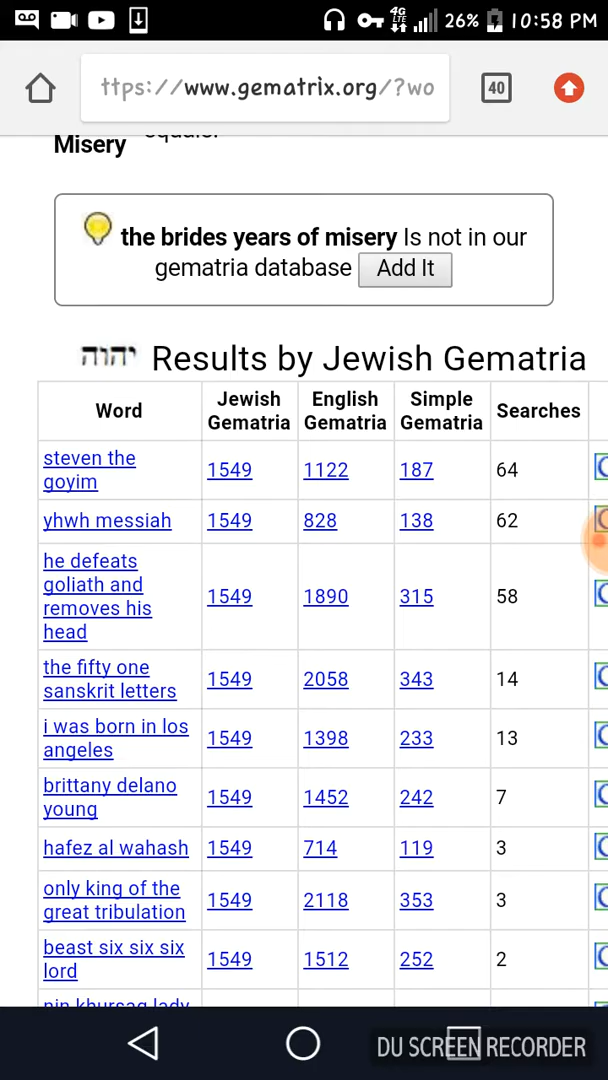 4G
LTE
26%
10:58 PM
ttps://www.gematrix.org/?wo
40
Misery
the brides years of misery Is not in our
gematria database Add It
יהוה Results by Jewish Gematria
Word Jewish Gematria English Gematria Simple Gematria Searches
steven the
goyim 1549 1122 187 64
yhwh messiah 1549 828 138 62
he defeats
goliath and
removes his
head 1549 1890 315 58
the fifty one
sanskrit letters 1549 2058 343 14
i was born in los
angeles 1549 1398 233 13
brittany delano
young 1549 1452 242 7
hafez al wahash 1549 714 119 3
only king of the
great tribulation 1549 2118 353 3
beast six six six
lord 1549 1512 252 2
nin khursag lady
DU SCREEN RECORDER